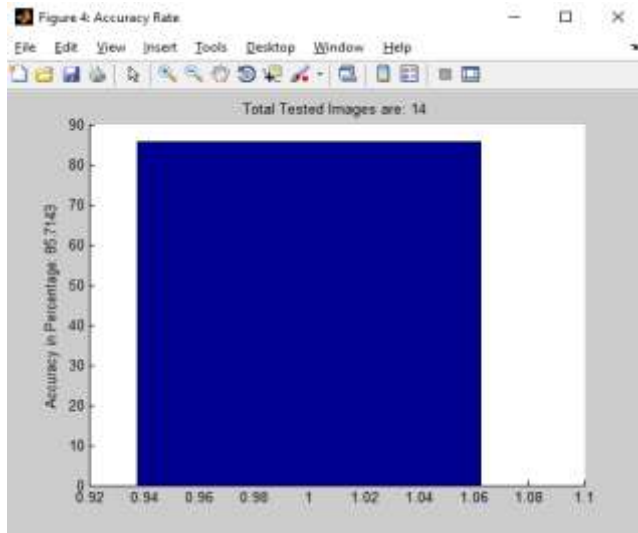 Figure 4: Accuracy Rate
File Edit View Insert Tools Desktop Window Help
Total Tested Images are: 14
Accuracy in Percentage: 85.7143
90
80
70
60
50
40
30
20
10
0
0.92 0.94 0.96 0.98 1 1.02 1.04 1.06 1.08 1.1